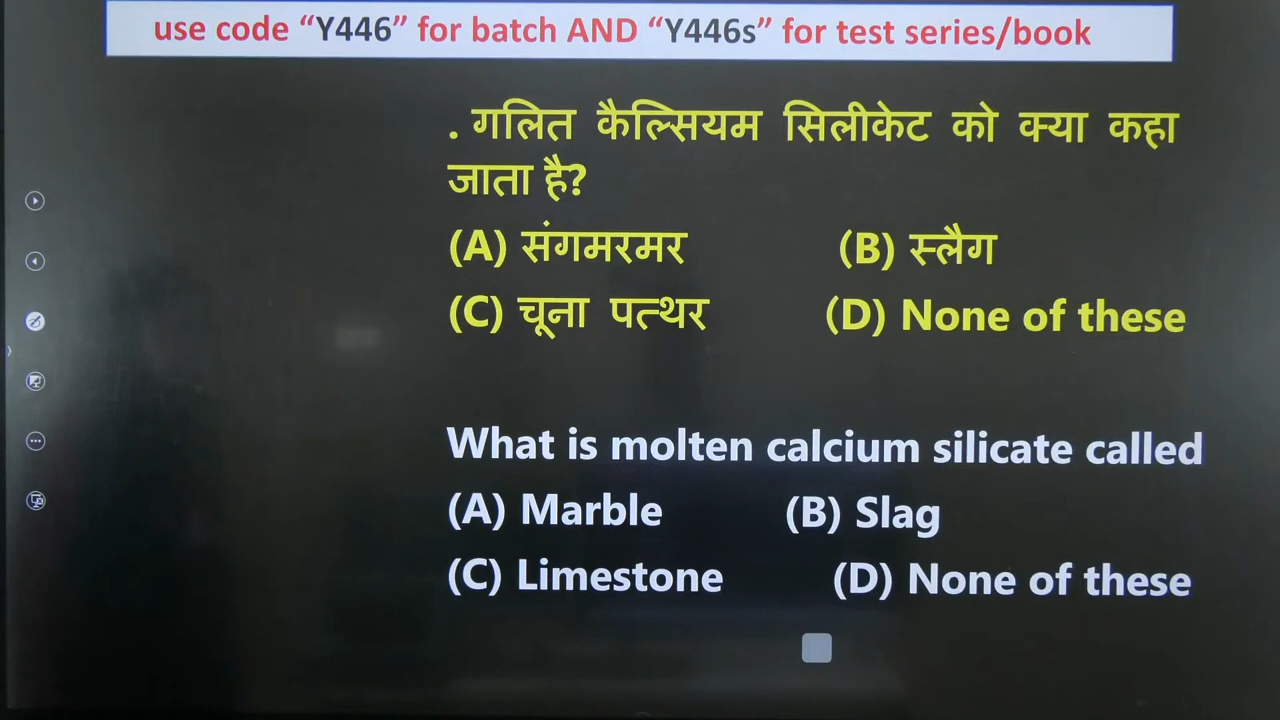 use code “Y446” for batch AND “Y446s” for test series/book
. गलित कैल्सियम सिलीकेट को क्या कहा
जाता है?
(A) संगमरमर (B) स्लैग
(C) चूना पत्थर (D) None of these
What is molten calcium silicate called
(A) Marble (B) Slag
(C) Limestone (D) None of these